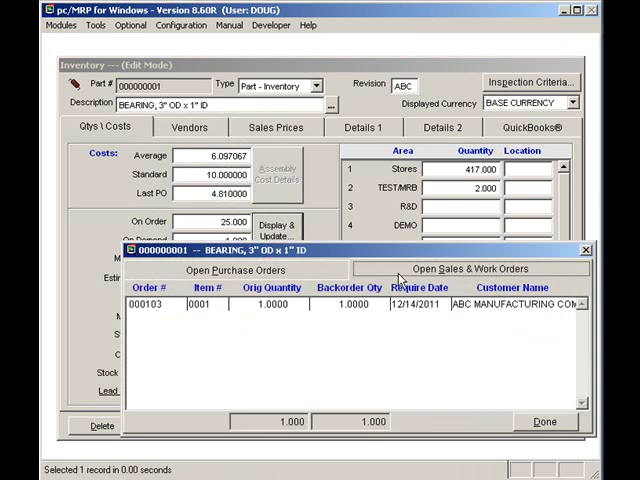 pc/MRP for Windows - Version 8.60R (User: DOUG)
Modules Tools Optional Configuration Manual Developer Help
Inventory --- (Edit Mode)
Part # 000000001 Type Part - Inventory Revision ABC Inspection Criteria...
Description BEARING, 3" OD x 1" ID ... Displayed Currency BASE CURRENCY
Qtys \ Costs Vendors Sales Prices Details 1 Details 2 QuickBooks®
Costs: Average 6.097067 Assembly Cost Details
Standard 10.000000
Last PO 4.810000
Area Quantity Location
1 Stores 417.000
2 TEST/MRB 2.000
3 R&D
4 DEMO
On Order 25.000 Display & Update...
On Demand
000000001 -- BEARING, 3" OD x 1" ID
Open Purchase Orders Open Sales & Work Orders
Order # Item # Orig Quantity Backorder Qty Require Date Customer Name
000103 0001 1.0000 1.0000 12/14/2011 ABC MANUFACTURING COM
1.000 1.000 Done
Estim
Stock
Lead
Delete
Selected 1 record in 0.00 seconds